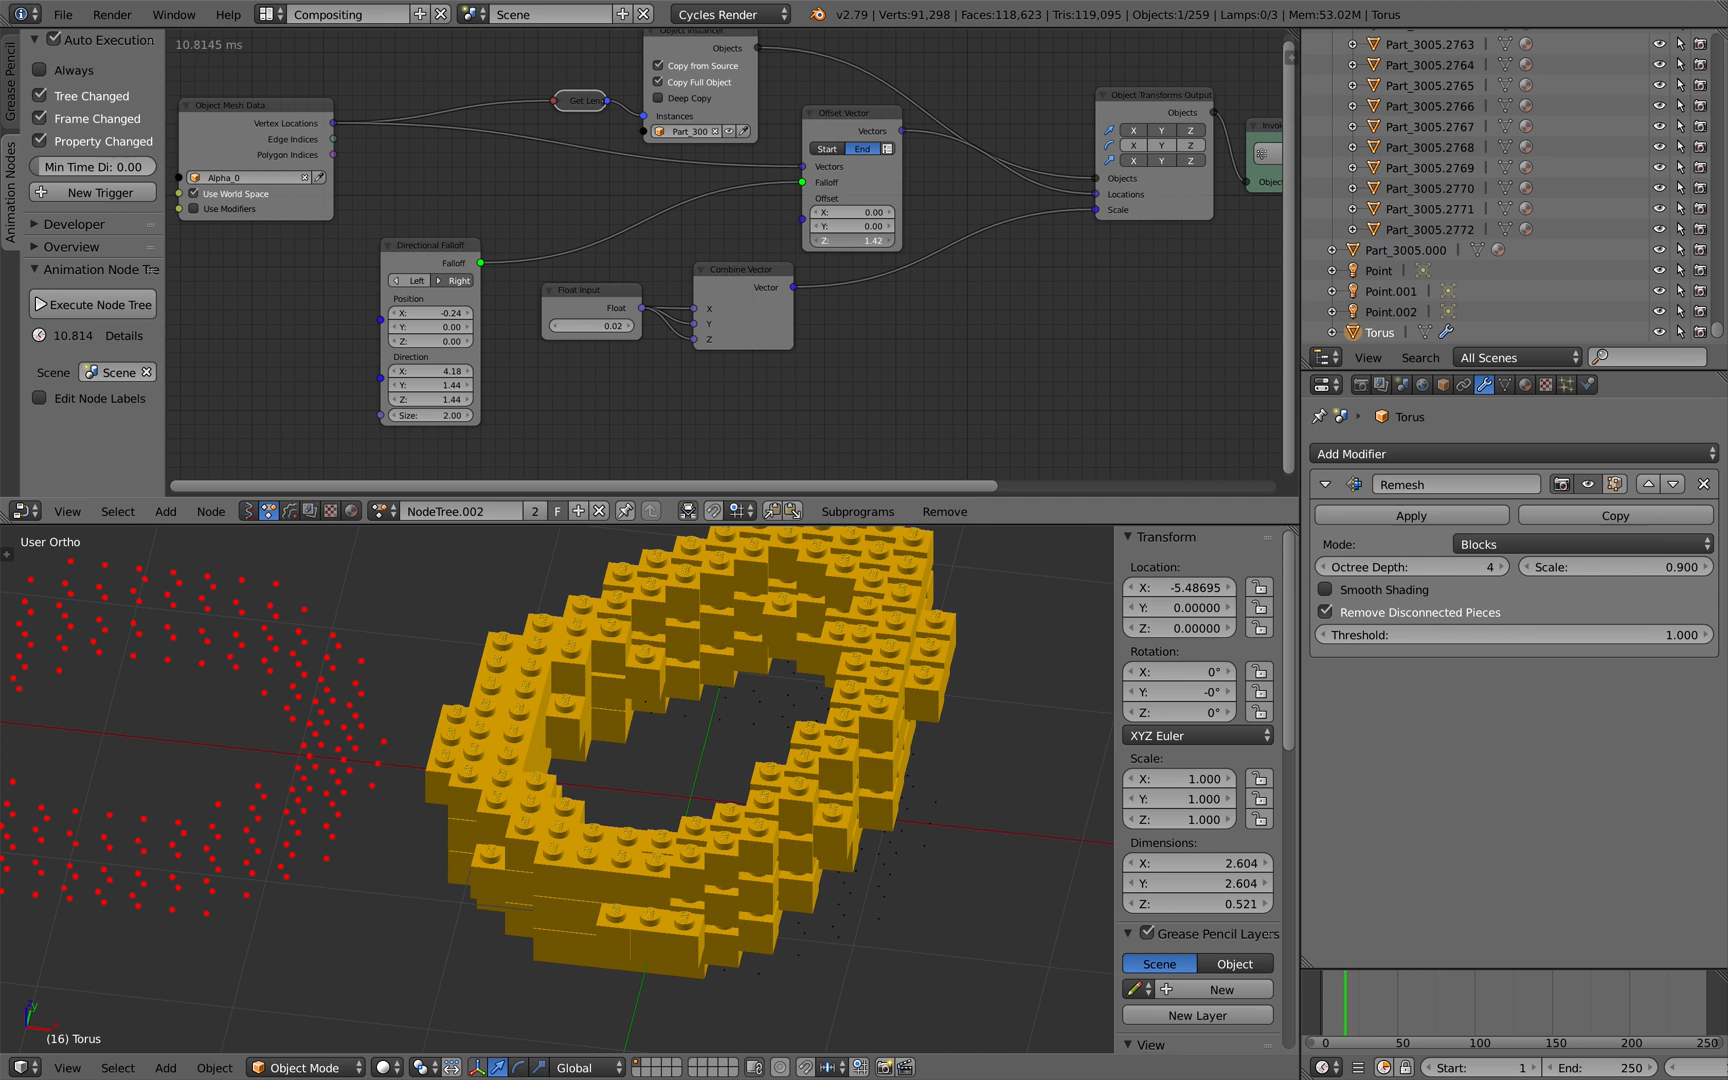 File Render Window Help Compositing Scene Cycles Render v2.79 | Verts:91,298 | Faces:118,623 | Tris:119,095 | Objects:1/259 | Lamps:0/3 | Mem:53.02M | Torus
Grease Pencil
Animation Nodes
Auto Execution
Always
Tree Changed
Frame Changed
Property Changed
Min Time Di: 0.00
New Trigger
Developer
Overview
Animation Node Tre
Execute Node Tree
10.814 Details
Scene Scene
Edit Node Labels
10.8145 ms
Object Mesh Data
Vertex Locations
Edge Indices
Polygon Indices
Alpha_0
Use World Space
Use Modifiers
Directional Falloff
Falloff
Left Right
Position
X: -0.24
Y: 0.00
Z: 0.00
Direction
X: 4.18
Y: 1.44
Z: 1.44
Size: 2.00
Get Len
Object Instancer
Objects
Copy from Source
Copy Full Object
Deep Copy
Instances
Part_300
Float Input
Float
0.02
Combine Vector
Vector
X
Y
Z
Offset Vector
Vectors
Start End
Vectors
Falloff
Offset
X: 0.00
Y: 0.00
Z: 1.42
Object Transforms Output
Objects
X Y Z
X Y Z
X Y Z
Objects
Locations
Scale
Invok
Object
View Select Add Node NodeTree.002 2 F Subprograms Remove
User Ortho
(16) Torus
Transform
Location:
X: -5.48695
Y: 0.00000
Z: 0.00000
Rotation:
X: 0°
Y: -0°
Z: 0°
XYZ Euler
Scale:
X: 1.000
Y: 1.000
Z: 1.000
Dimensions:
X: 2.604
Y: 2.604
Z: 0.521
Grease Pencil Layers
Scene Object
New
New Layer
View
View Select Add Object Object Mode Global
Part_3005.2763
Part_3005.2764
Part_3005.2765
Part_3005.2766
Part_3005.2767
Part_3005.2768
Part_3005.2769
Part_3005.2770
Part_3005.2771
Part_3005.2772
Part_3005.000
Point
Point.001
Point.002
Torus
View Search All Scenes
Torus
Add Modifier
Remesh
Apply Copy
Mode: Blocks
Octree Depth: 4 Scale: 0.900
Smooth Shading
Remove Disconnected Pieces
Threshold: 1.000
0 50 100 150 200 250
Start: 1 End: 250